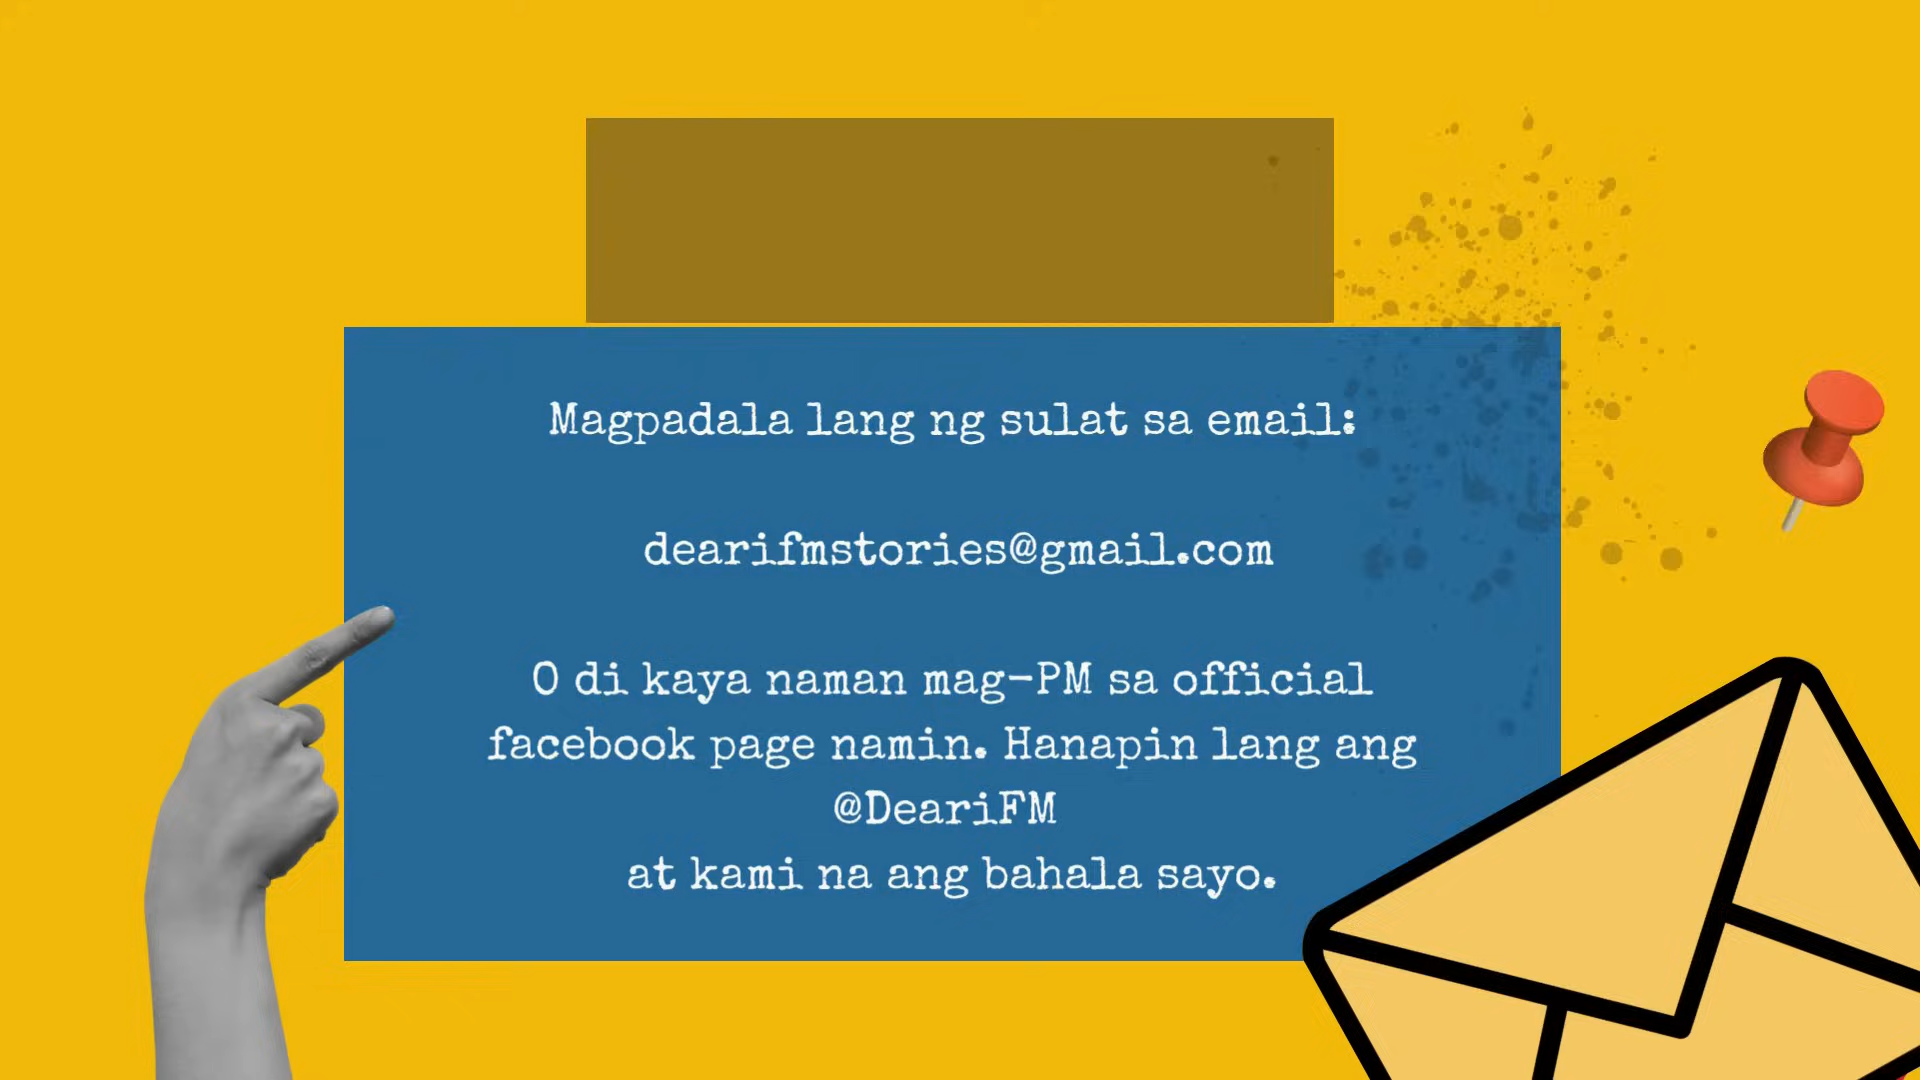 Magpadala lang ng sulat sa email:
dearifmstories@gmail.com
O di kaya naman mag-PM sa official
facebook page namin. Hanapin lang ang
@DeariFM
at kami na ang bahala sayo.